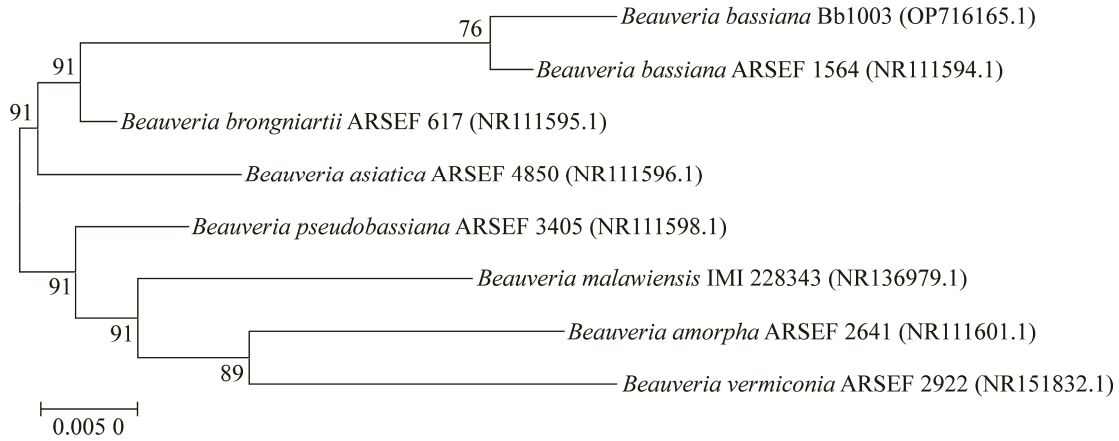 Beauveria bassiana Bb1003 (OP716165.1)
76
Beauveria bassiana ARSEF 1564 (NR111594.1)
91
Beauveria brongniartii ARSEF 617 (NR111595.1)
91
Beauveria asiatica ARSEF 4850 (NR111596.1)
Beauveria pseudobassiana ARSEF 3405 (NR111598.1)
91
Beauveria malawiensis IMI 228343 (NR136979.1)
91
Beauveria amorpha ARSEF 2641 (NR111601.1)
89
Beauveria vermiconia ARSEF 2922 (NR151832.1)
0.005 0